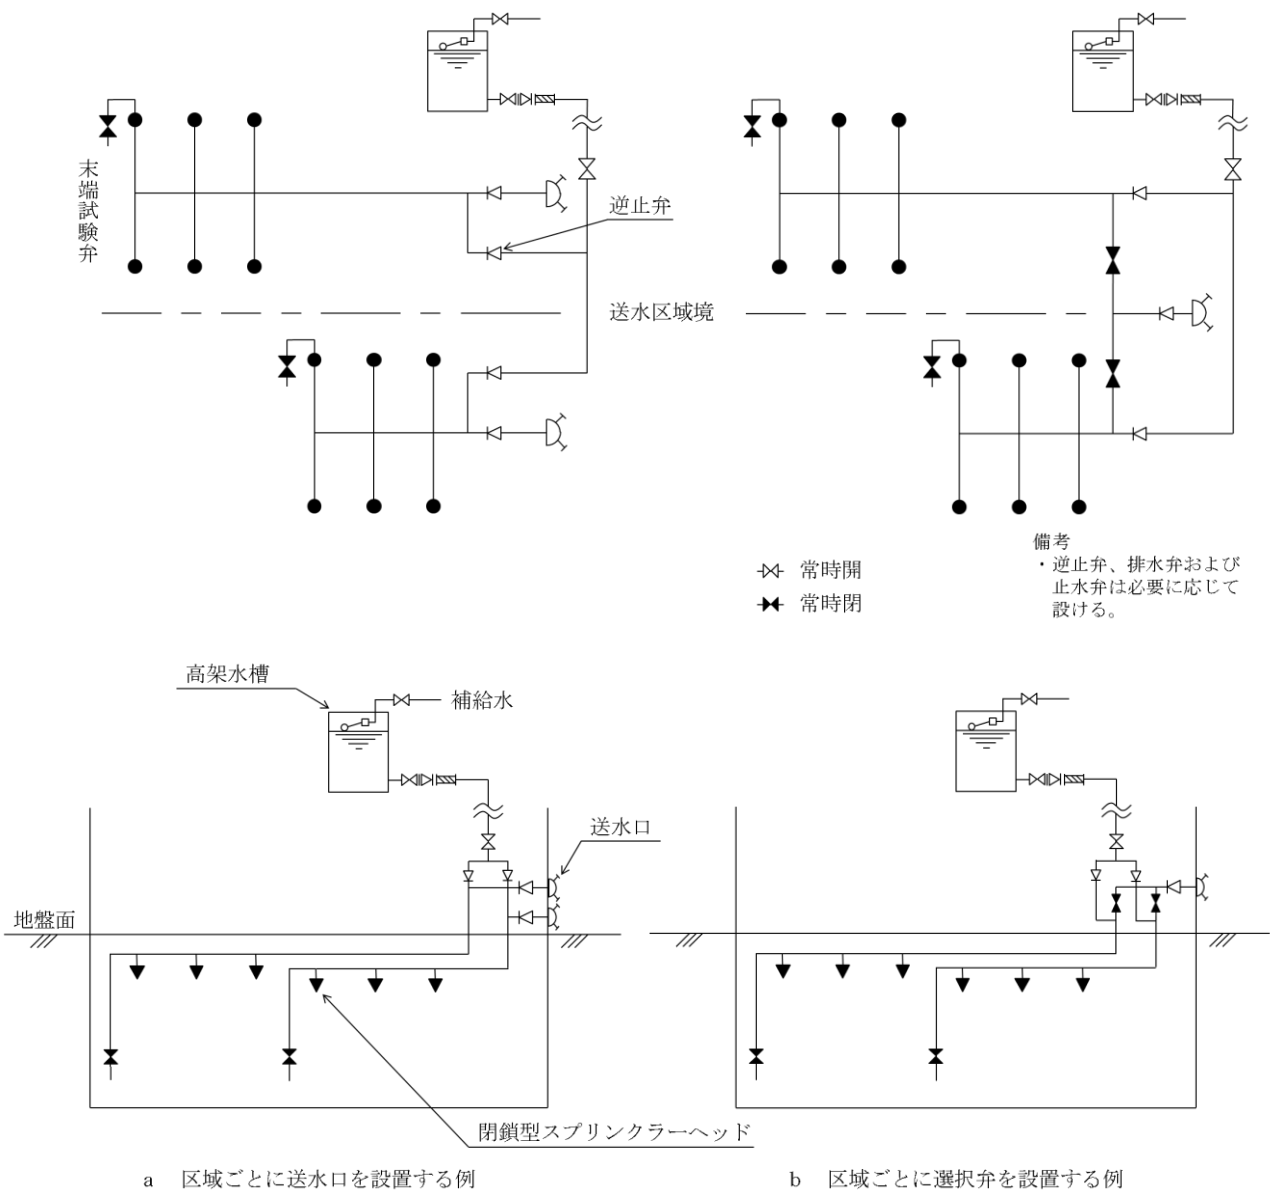 末端試験弁
逆止弁
送水区域境
備考
・逆止弁、排水弁および
止水弁は必要に応じて
設ける。
常時開
常時閉
高架水槽
補給水
送水口
地盤面
閉鎖型スプリンクラーヘッド
a 区域ごとに送水口を設置する例
b 区域ごとに選択弁を設置する例